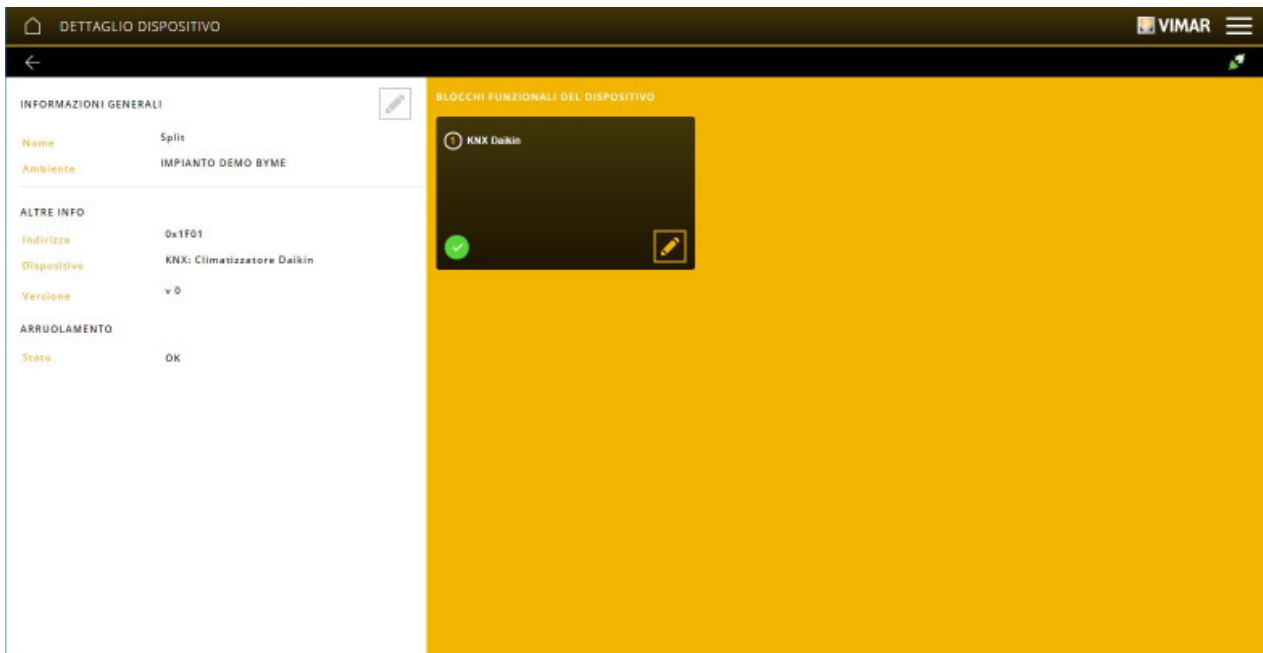 DETTAGLIO DISPOSITIVO
VIMAR
INFORMAZIONI GENERALI
Nome Split
Ambiente IMPIANTO DEMO BYME
ALTRE INFO
Indirizzo 0x1F01
Dispositivo KNX: Climatizzatore Daikin
Versione v 0
ARRUOLAMENTO
Stato OK
BLOCCHI FUNZIONALI DEL DISPOSITIVO
1 KNX Daikin